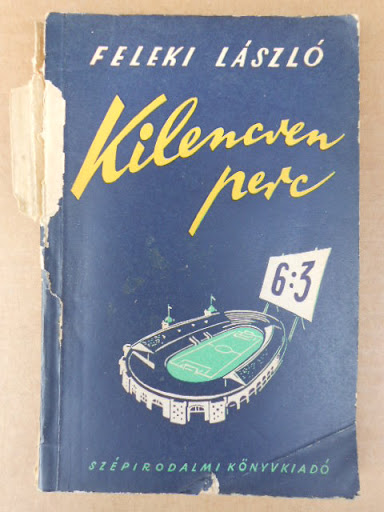 FELEKI LÁSZLÓ
Kilencven
perc
6:3
SZÉPIRODALMI KÖNYVKIADÓ